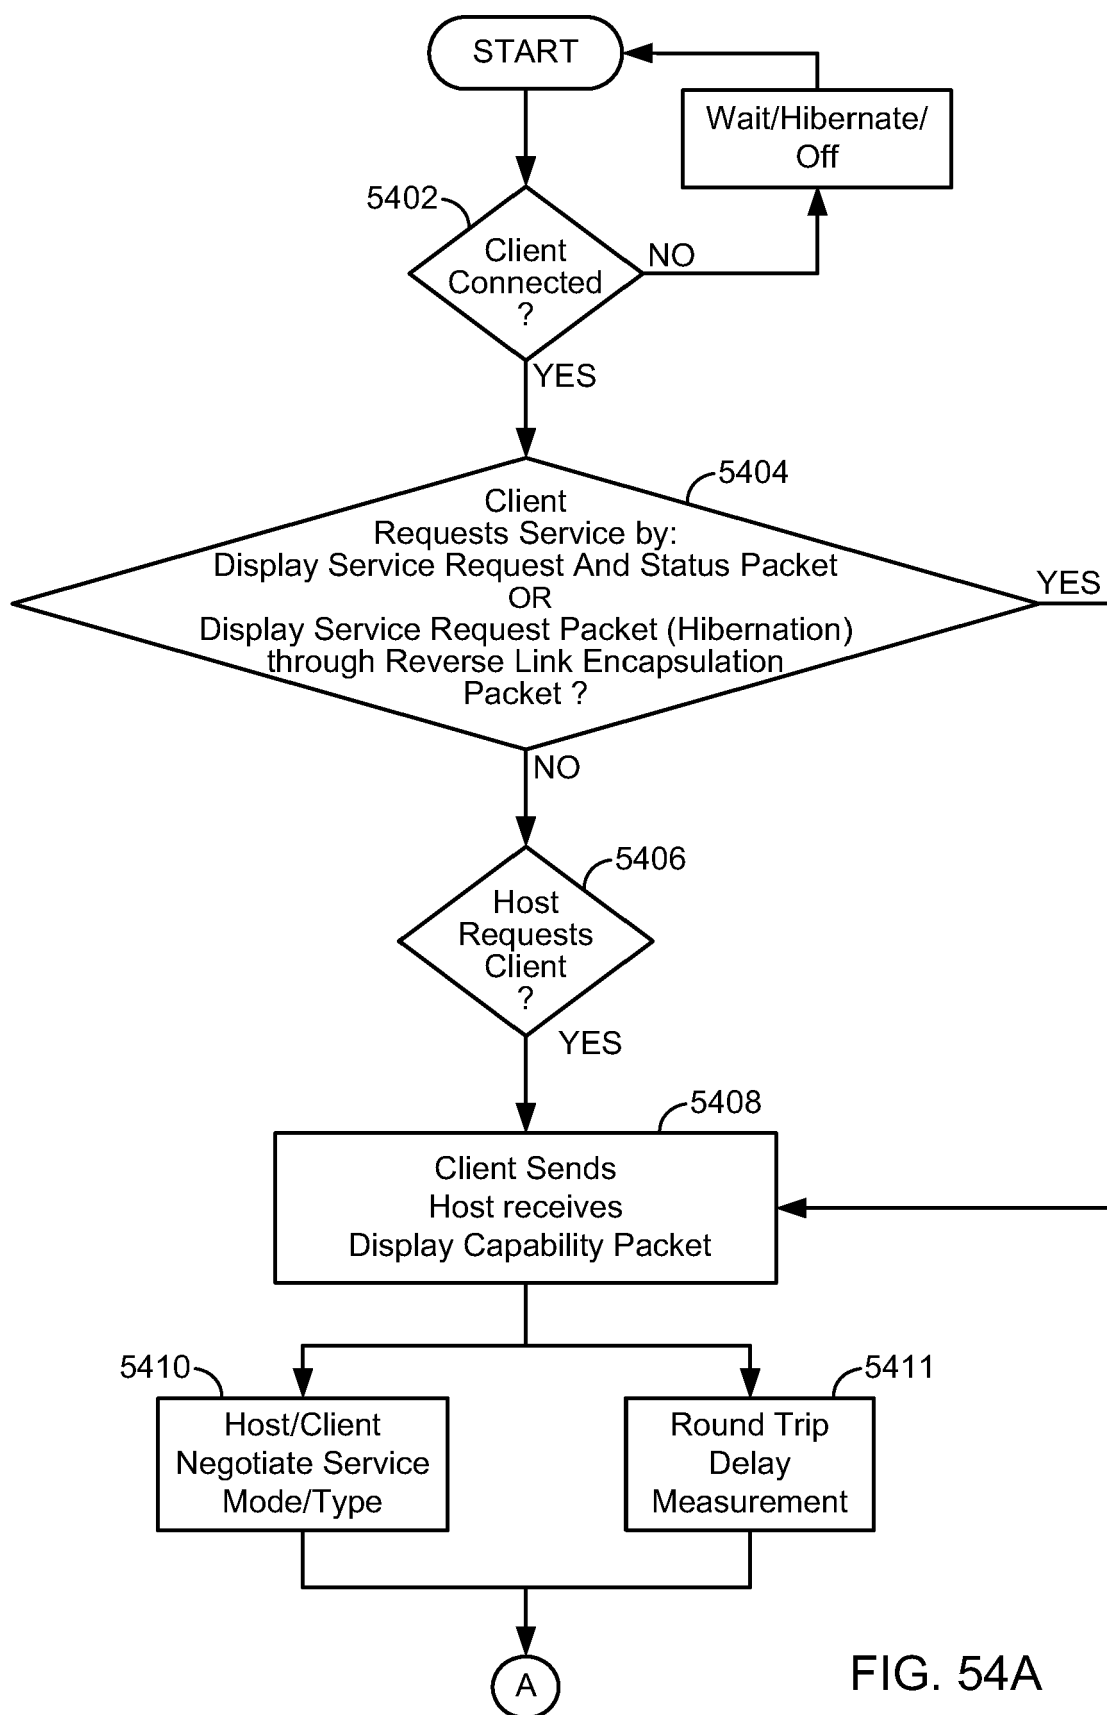 START
Wait/Hibernate/
Off
5402
Client
Connected
?
NO
YES
5404
Client
Requests Service by:
Display Service Request And Status Packet
OR
Display Service Request Packet (Hibernation)
through Reverse Link Encapsulation
Packet ?
YES
NO
5406
Host
Requests
Client
?
YES
5408
Client Sends
Host receives
Display Capability Packet
5410
Host/Client
Negotiate Service
Mode/Type
5411
Round Trip
Delay
Measurement
A
FIG. 54A